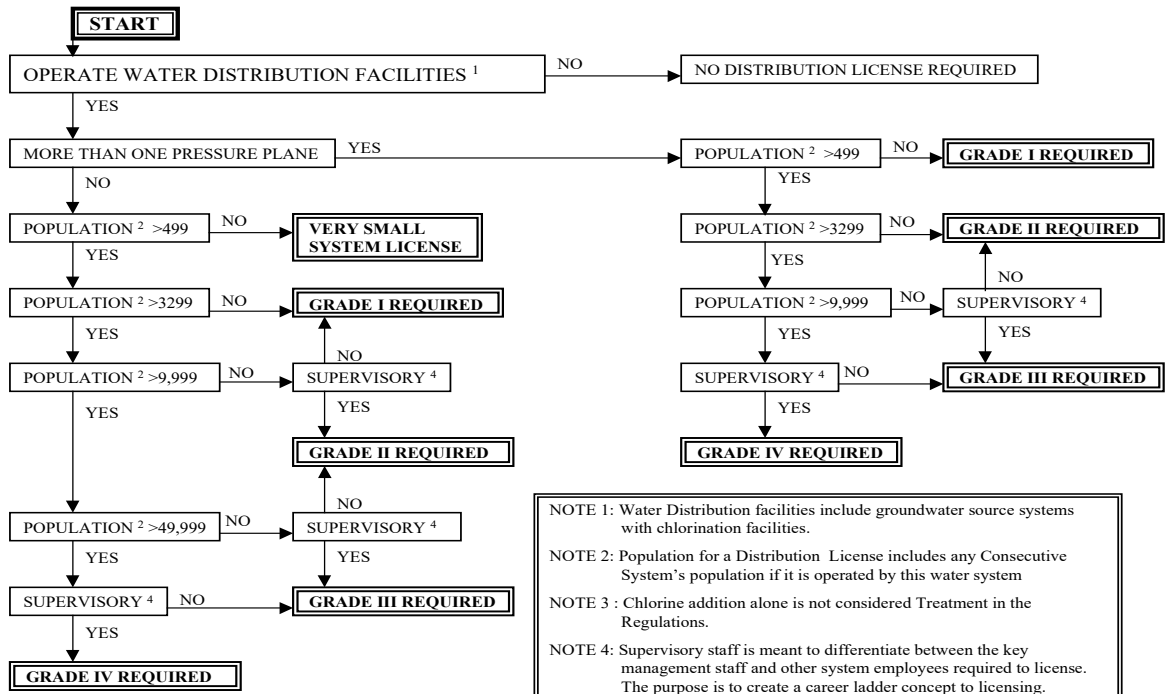 START
OPERATE WATER DISTRIBUTION FACILITIES 1
NO
NO DISTRIBUTION LICENSE REQUIRED
YES
MORE THAN ONE PRESSURE PLANE
YES
POPULATION 2 >499
NO
GRADE I REQUIRED
NO
YES
POPULATION 2 >499
NO
VERY SMALL
SYSTEM LICENSE
POPULATION 2 >3299
NO
GRADE II REQUIRED
YES
YES
NO
POPULATION 2 >3299
NO
GRADE I REQUIRED
POPULATION 2 >9,999
NO
SUPERVISORY 4
YES
NO
YES
YES
POPULATION 2 >9,999
NO
SUPERVISORY 4
SUPERVISORY 4
NO
GRADE III REQUIRED
YES
YES
YES
GRADE II REQUIRED
GRADE IV REQUIRED
NO
POPULATION 2 >49,999
NO
SUPERVISORY 4
YES
YES
SUPERVISORY 4
NO
GRADE III REQUIRED
YES
GRADE IV REQUIRED
NOTE 1: Water Distribution facilities include groundwater source systems
with chlorination facilities.
NOTE 2: Population for a Distribution License includes any Consecutive
System's population if it is operated by this water system
NOTE 3 : Chlorine addition alone is not considered Treatment in the
Regulations.
NOTE 4: Supervisory staff is meant to differentiate between the key
management staff and other system employees required to license.
The purpose is to create a career ladder concept to licensing.